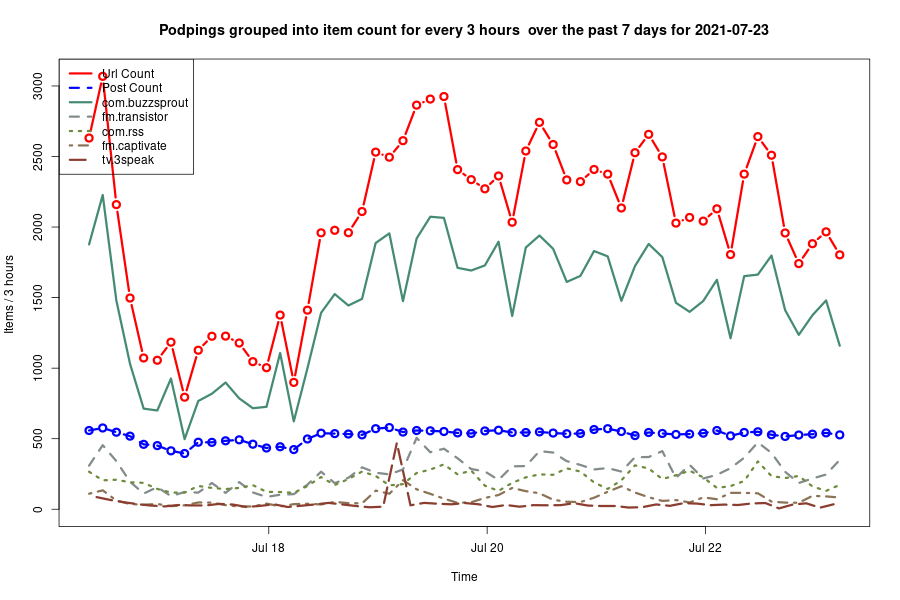 Podpings grouped into item count for every 3 hours  over the past 7 days for 2021-07-23
Url Count
Post Count
com.buzzsprout
fm.transistor
com.rss
fm.captivate
tv.3speak
Items / 3 hours
3000
2500
2000
1500
1000
500
0
Jul 18
Jul 20
Jul 22
Time